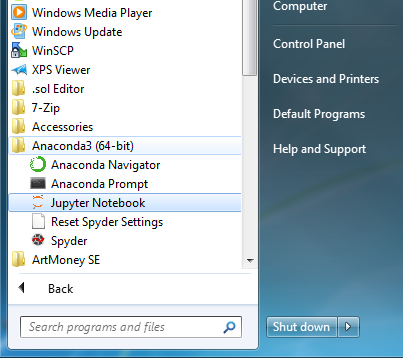 Windows Media Player
Windows Update
WinSCP
XPS Viewer
.sol Editor
7-Zip
Accessories
Anaconda3 (64-bit)
Anaconda Navigator
Anaconda Prompt
Jupyter Notebook
Reset Spyder Settings
Spyder
ArtMoney SE
Back
Search programs and files
Computer
Control Panel
Devices and Printers
Default Programs
Help and Support
Shut down